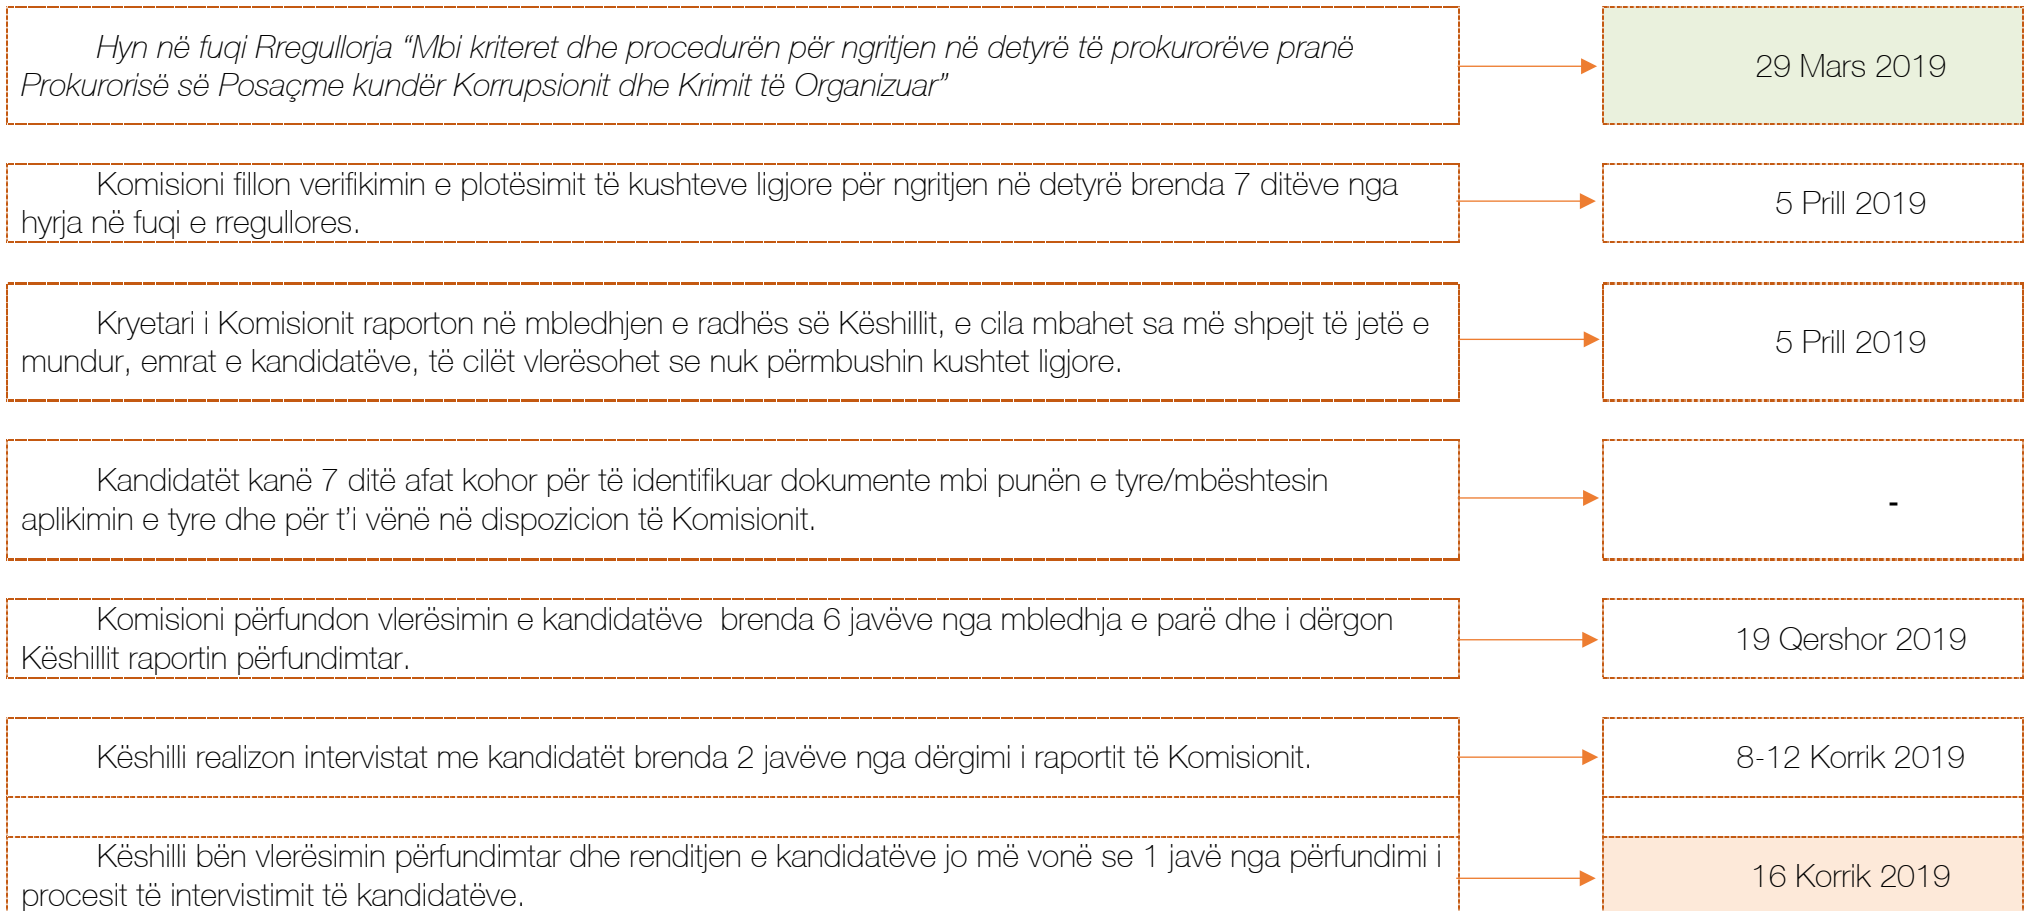 Hyn në fuqi Rregullorja “Mbi kriteret dhe procedurën për ngritjen në detyrë të prokurorëve pranë
Prokurorisë së Posaçme kundër Korrupsionit dhe Krimit të Organizuar”
29 Mars 2019
Komisioni fillon verifikimin e plotësimit të kushteve ligjore për ngritjen në detyrë brenda 7 ditëve nga
hyrja në fuqi e rregullores.
5 Prill 2019
Kryetari i Komisionit raporton në mbledhjen e radhës së Këshillit, e cila mbahet sa më shpejt të jetë e
mundur, emrat e kandidatëve, të cilët vlerësohet se nuk përmbushin kushtet ligjore.
5 Prill 2019
Kandidatët kanë 7 ditë afat kohor për të identifikuar dokumente mbi punën e tyre/mbështesin
aplikimin e tyre dhe për t’i vënë në dispozicion të Komisionit.
-
Komisioni përfundon vlerësimin e kandidatëve  brenda 6 javëve nga mbledhja e parë dhe i dërgon
Këshillit raportin përfundimtar.
19 Qershor 2019
Këshilli realizon intervistat me kandidatët brenda 2 javëve nga dërgimi i raportit të Komisionit.
8-12 Korrik 2019
Këshilli bën vlerësimin përfundimtar dhe renditjen e kandidatëve jo më vonë se 1 javë nga përfundimi i
procesit të intervistimit të kandidatëve.
16 Korrik 2019